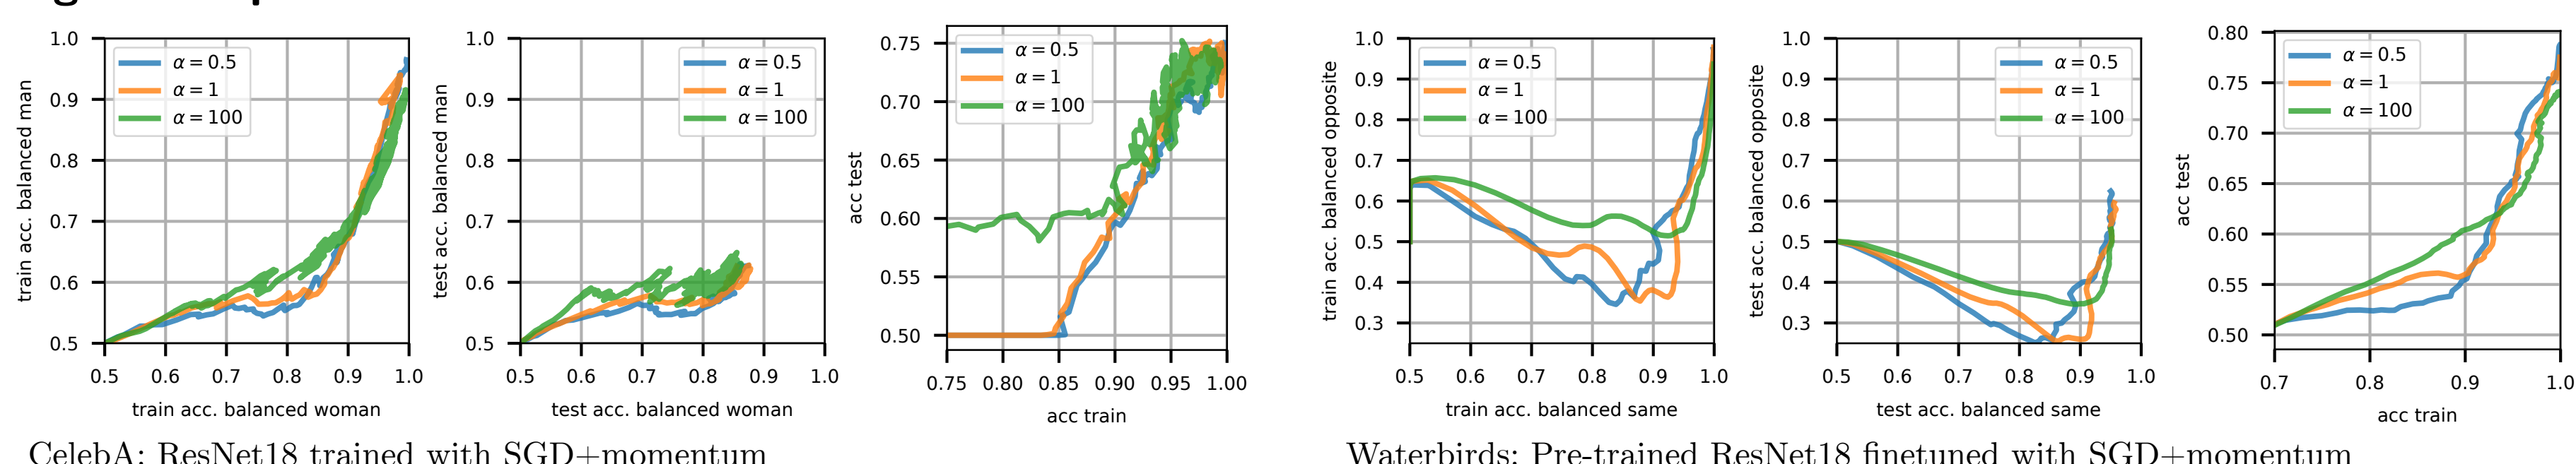 1.0
0.9
0.8
0.7
0.6
0.5
train acc. balanced man
α = 0.5
α = 1
α = 100
0.5 0.6 0.7 0.8 0.9 1.0
train acc. balanced woman
1.0
0.9
0.8
0.7
0.6
0.5
test acc. balanced man
α = 0.5
α = 1
α = 100
0.5 0.6 0.7 0.8 0.9 1.0
test acc. balanced woman
0.75
0.70
0.65
0.60
0.55
0.50
acc test
α = 0.5
α = 1
α = 100
0.75 0.80 0.85 0.90 0.95 1.00
acc train
1.0
0.9
0.8
0.7
0.6
0.5
0.4
0.3
train acc. balanced opposite
α = 0.5
α = 1
α = 100
0.5 0.6 0.7 0.8 0.9 1.0
train acc. balanced same
1.0
0.9
0.8
0.7
0.6
0.5
0.4
0.3
test acc. balanced opposite
α = 0.5
α = 1
α = 100
0.5 0.6 0.7 0.8 0.9 1.0
test acc. balanced same
0.80
0.75
0.70
0.65
0.60
0.55
0.50
acc test
α = 0.5
α = 1
α = 100
0.7 0.8 0.9 1.0
acc train
CelebA: ResNet18 trained with SGD+momentum
Waterbirds: Pre-trained ResNet18 finetuned with SGD+momentum